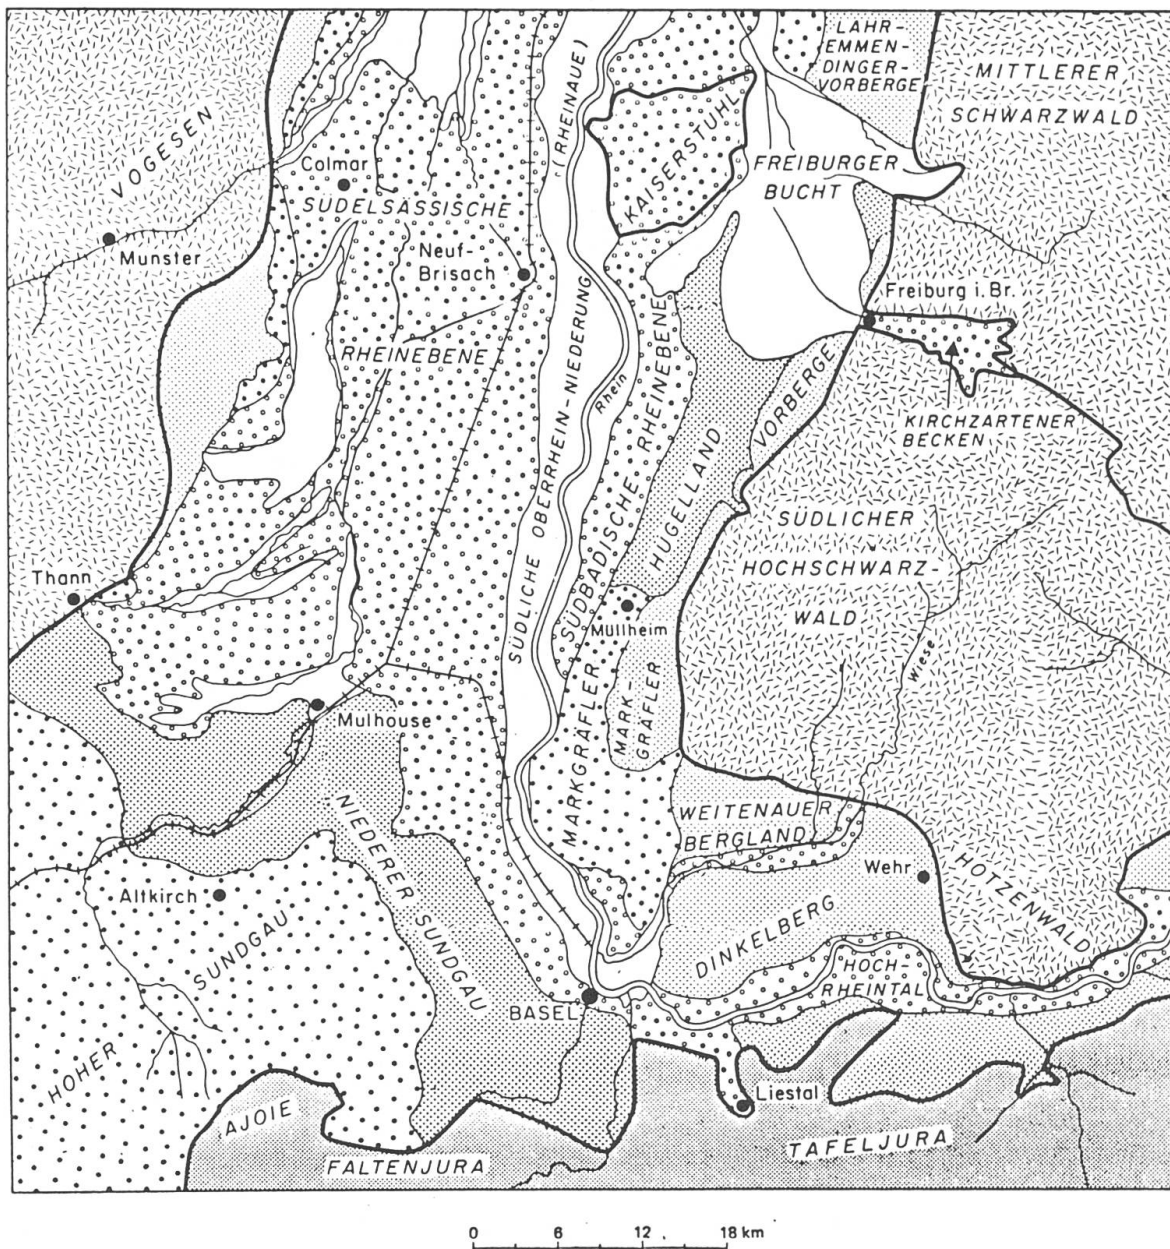 LAHR-
EMMEN-
DINGER-
VORBERGE
MITTLERER
SCHWARZWALD
VOGESEN
(RHEINAUE)
KAISERSTUHL
FREIBURGER
BUCHT
Colmar
SÜDELSÄSSISCHE
Munster
Neuf-
Brisach
Freiburg i. Br.
RHEINEBENE
SÜDLICHE OBERRHEIN-NIEDERUNG
Rhein
SÜDBADISCHE RHEINEBENE
HÜGELLAND
VORBERGE
KIRCHZARTENER
BECKEN
SÜDLICHER
HOCHSCHWARZ-
WALD
Thann
Müllheim
Wiese
Mulhouse
MARK-
GRÄFLER
MARKGRÄFLER
NIEDERER SUNDGAU
WEITENAUER
BERGLAND
Wehr
HOTZENWALD
Altkirch
SUNDGAU
DINKELBERG
HOCH-
RHEINTAL
BASEL
HOHER
AJOIE
Liestal
TAFELJURA
FALTENJURA
0 6 12 18 km